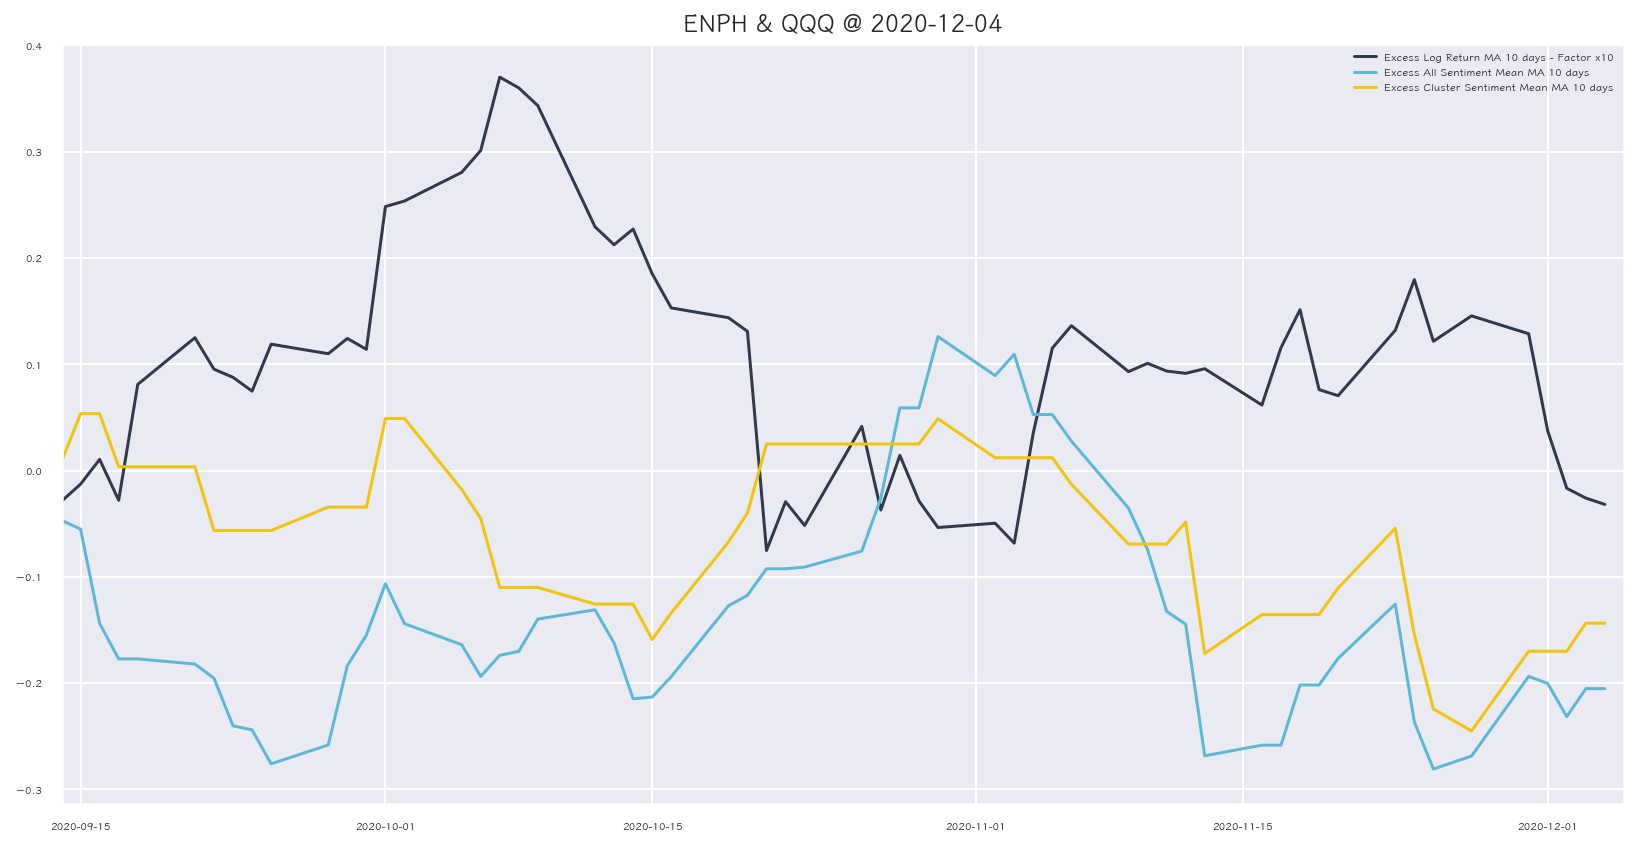 ENPH & QQQ @ 2020-12-04
Excess Log Return MA 10 days - Factor x10
Excess All Sentiment Mean MA 10 days
Excess Cluster Sentiment Mean MA 10 days
0.4
0.3
0.2
0.1
0.0
−0.1
−0.2
−0.3
2020-09-15 2020-10-01 2020-10-15 2020-11-01 2020-11-15 2020-12-01